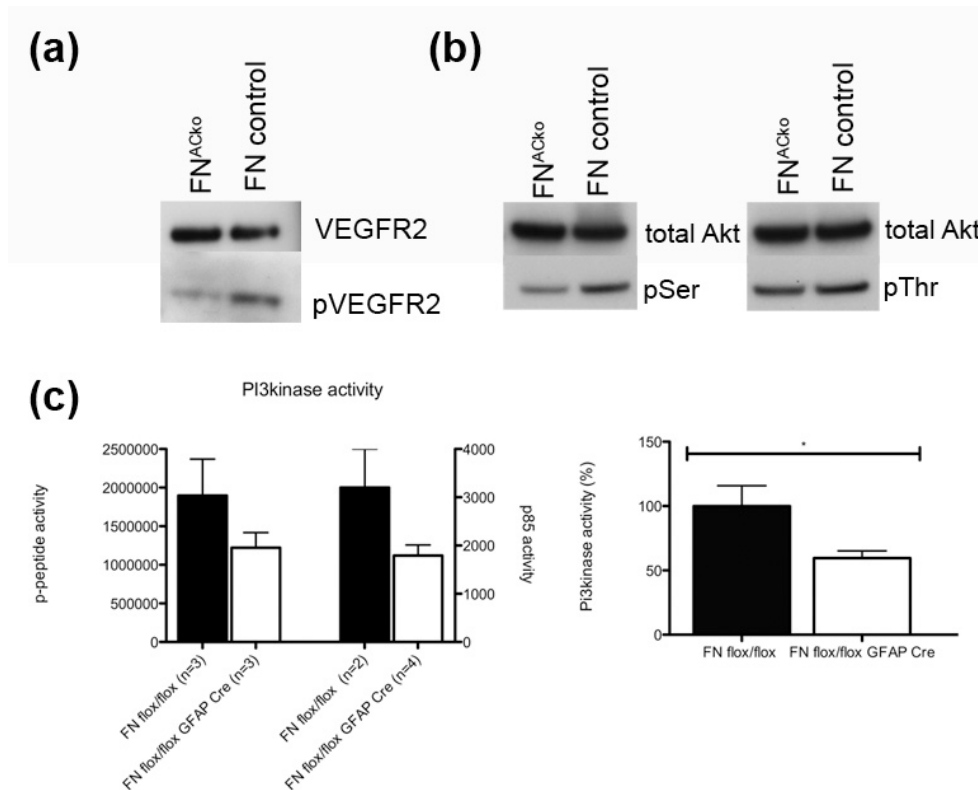 (a)
FNACko
FN control
VEGFR2
pVEGFR2
(b)
FNACko
FN control
total Akt
pSer
FNACko
FN control
total Akt
pThr
(c)
PI3kinase activity
p-peptide activity
2500000
2000000
1500000
1000000
500000
0
4000
3000
2000
1000
0
p85 activity
FN flox/flox (n=3)
FN flox/flox GFAP Cre (n=3)
FN flox/flox (n=2)
FN flox/flox GFAP Cre (n=4)
Pi3kinase activity (%)
150
100
50
0
*
FN flox/flox
FN flox/flox GFAP Cre